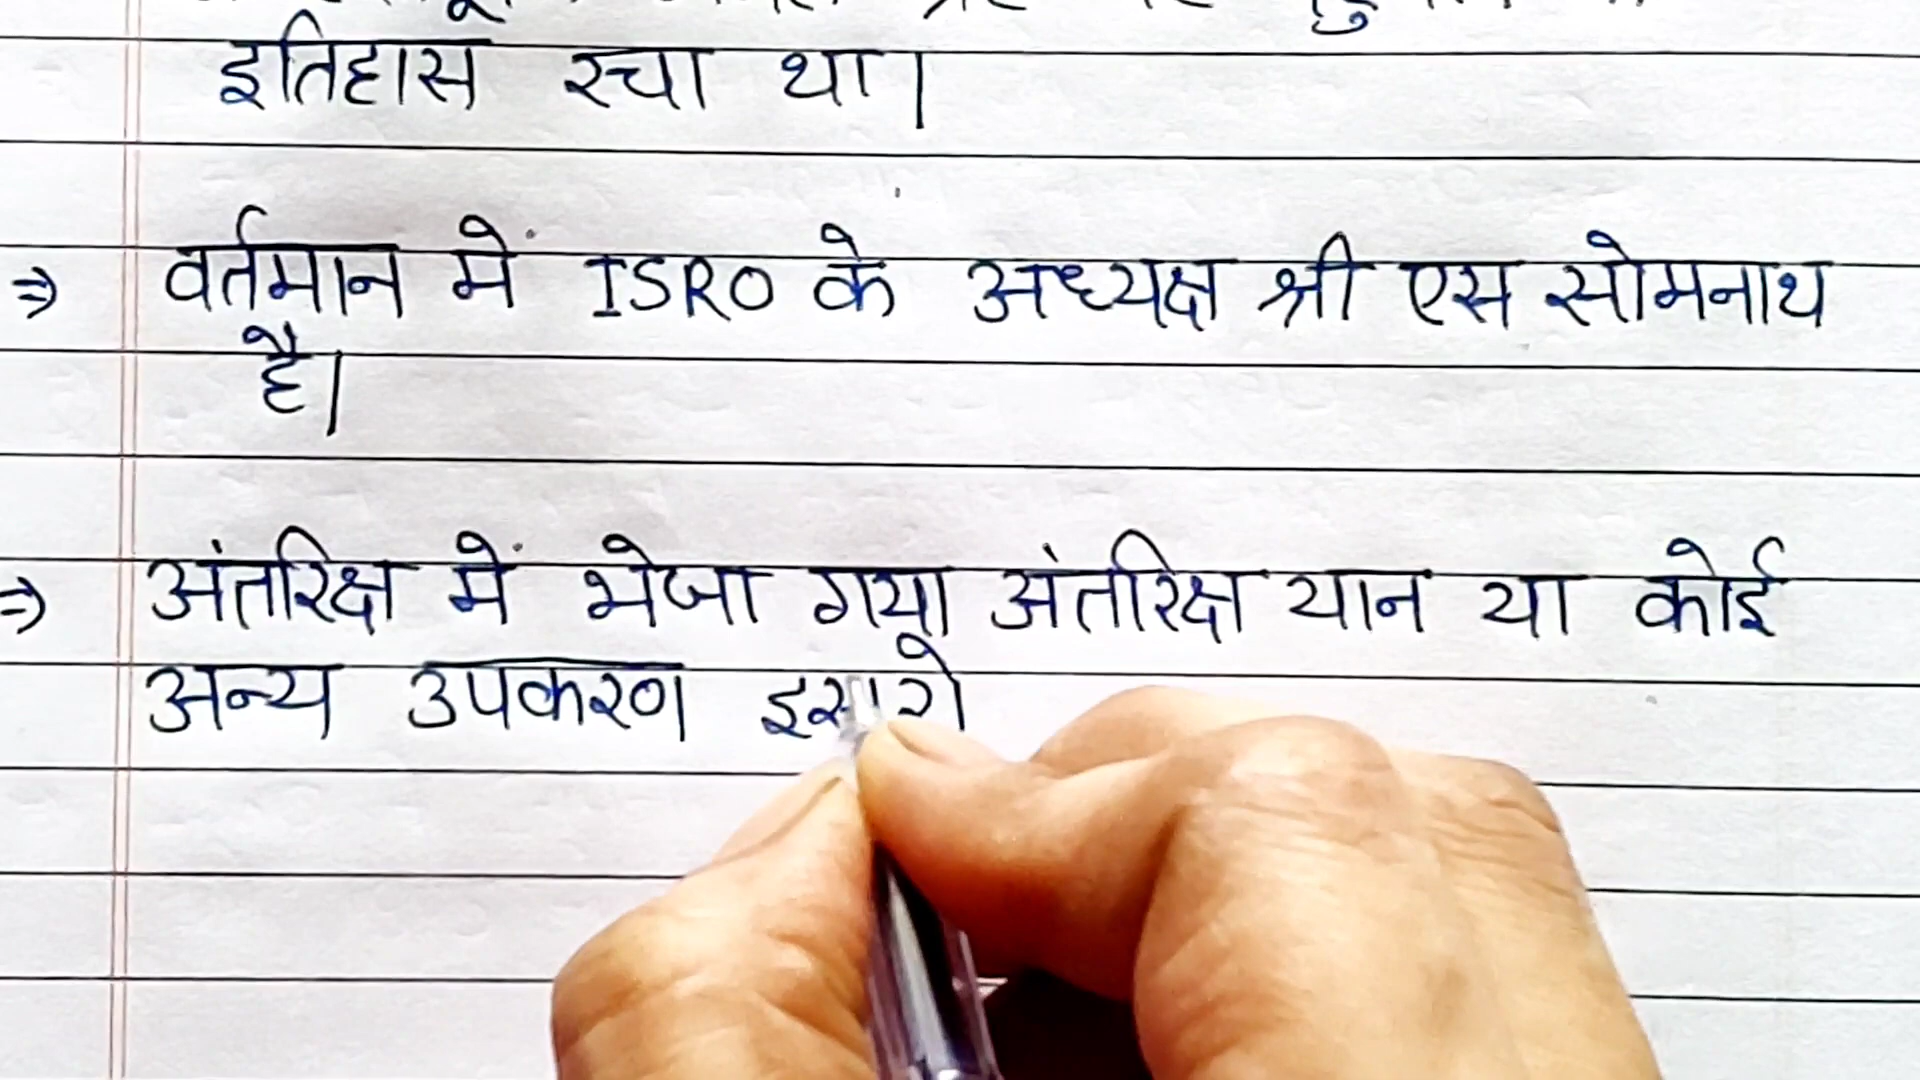 इतिहास रचा था।
⇒ वर्तमान में ISRO के अध्यक्ष श्री एस सोमनाथ
है।
⇒ अंतरिक्ष में भेजा गया अंतरिक्ष यान या कोई
अन्य उपकरण